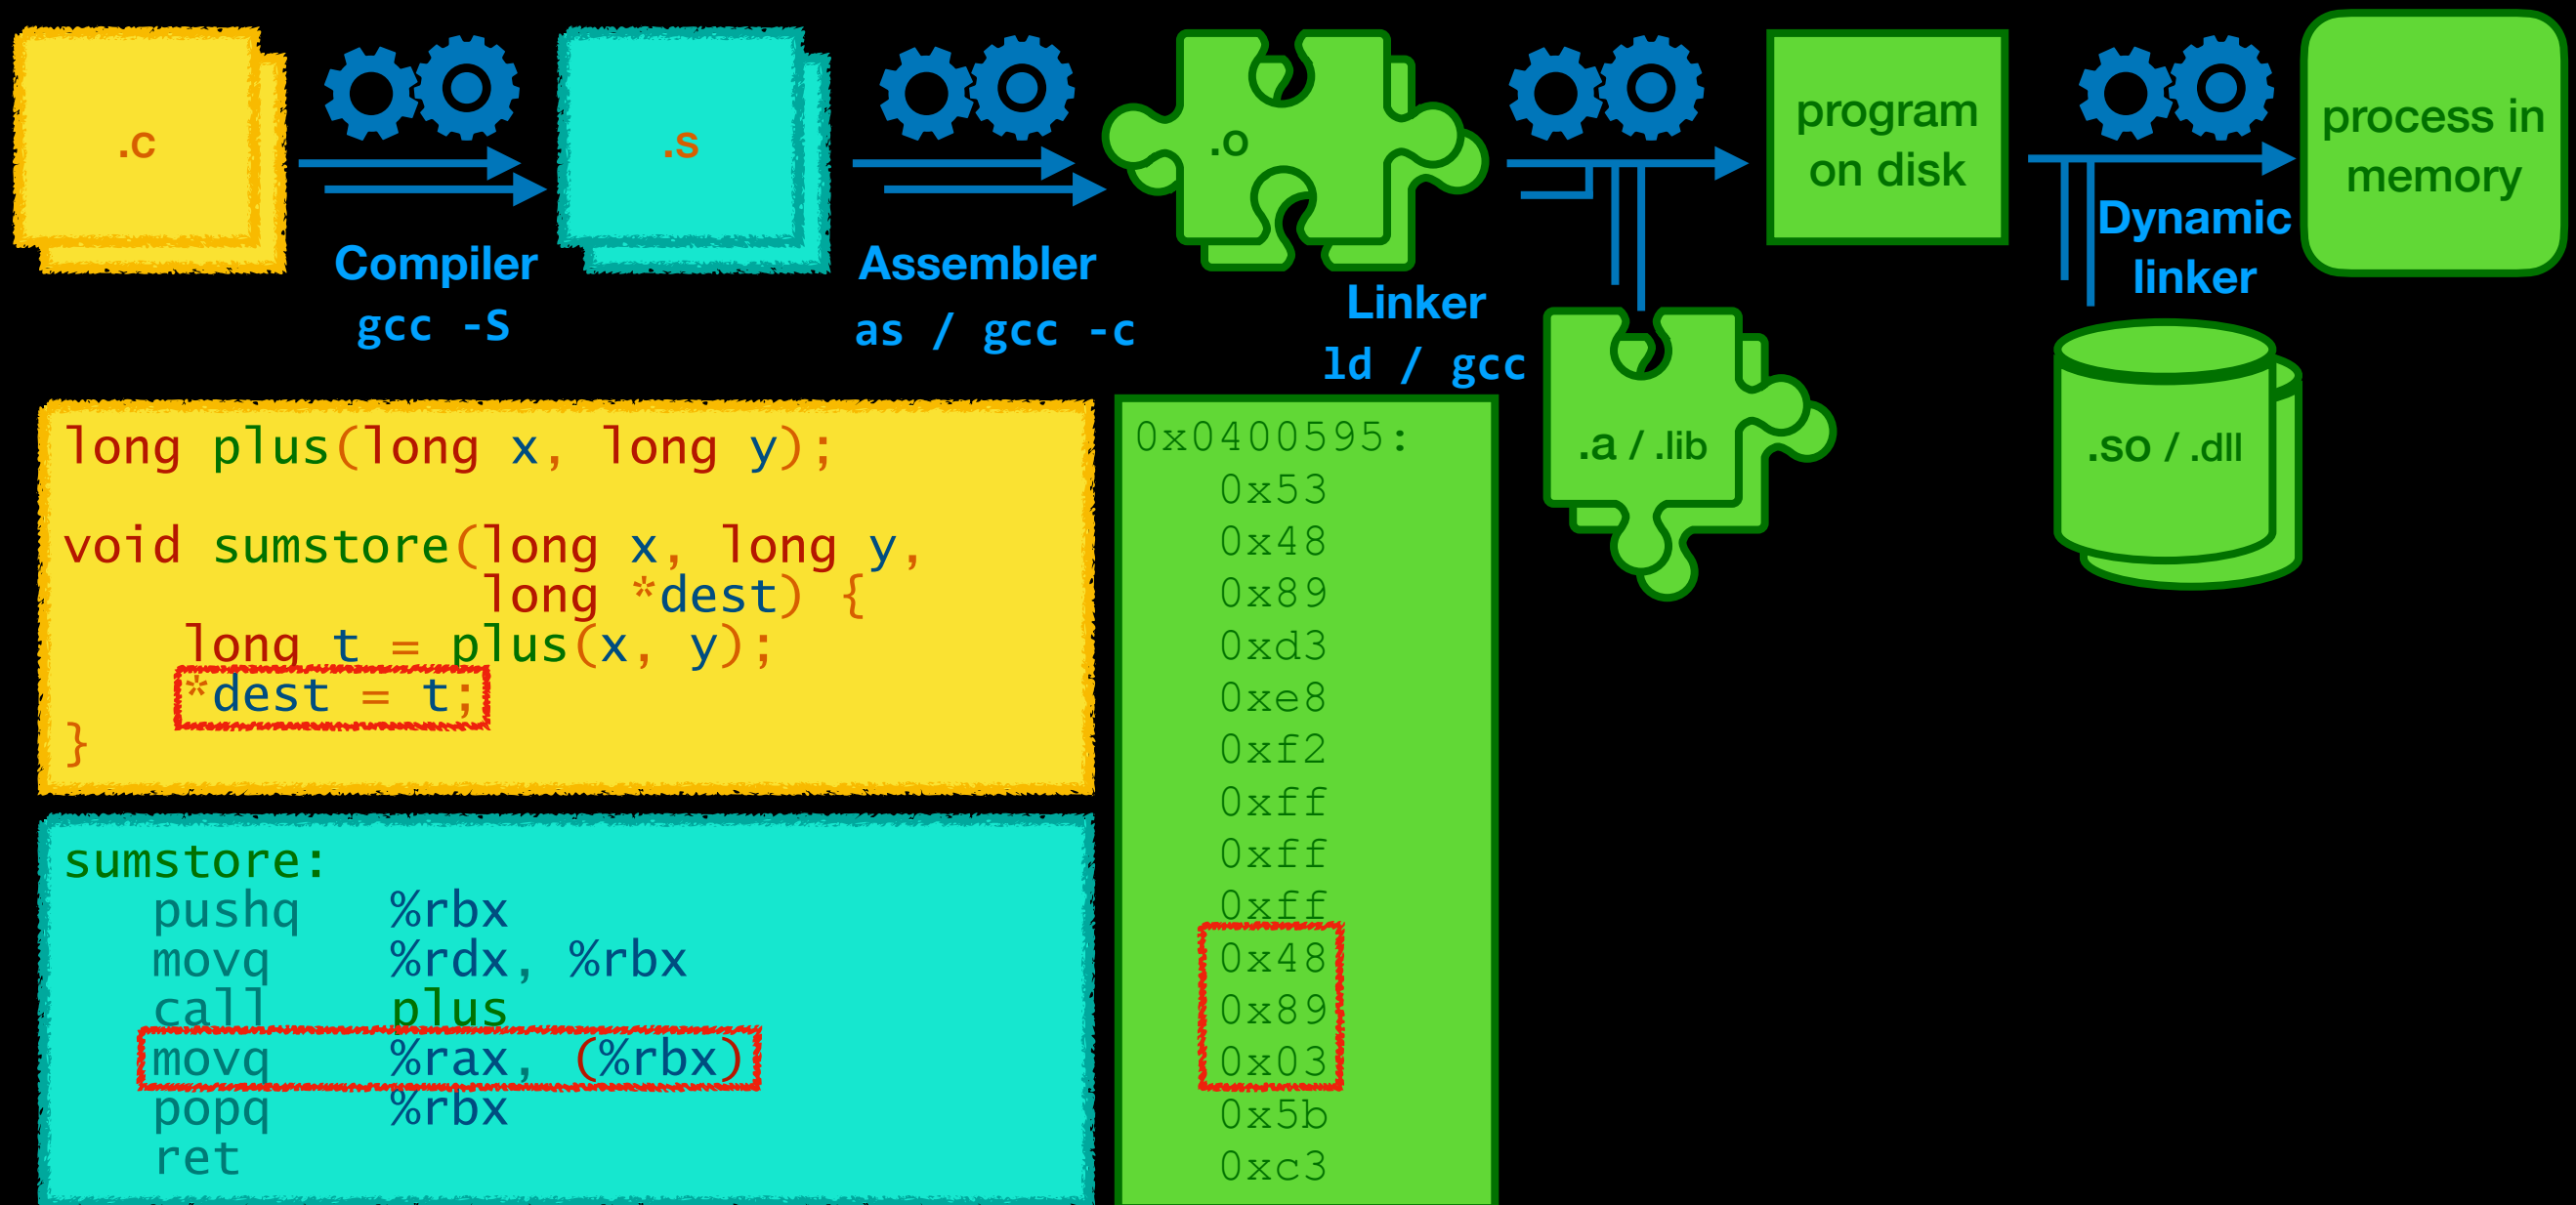 .c
Compiler
gcc -S
.s
Assembler
as / gcc -c
.o
Linker
ld / gcc
.a / .lib
program
on disk
Dynamic
linker
.so / .dll
process in
memory
long plus(long x, long y);
void sumstore(long x, long y,
              long *dest) {
    long t = plus(x, y);
    *dest = t;
}
sumstore:
   pushq   %rbx
   movq    %rdx, %rbx
   call    plus
   movq    %rax, (%rbx)
   popq    %rbx
   ret
0x0400595:
   0x53
   0x48
   0x89
   0xd3
   0xe8
   0xf2
   0xff
   0xff
   0xff
   0x48
   0x89
   0x03
   0x5b
   0xc3